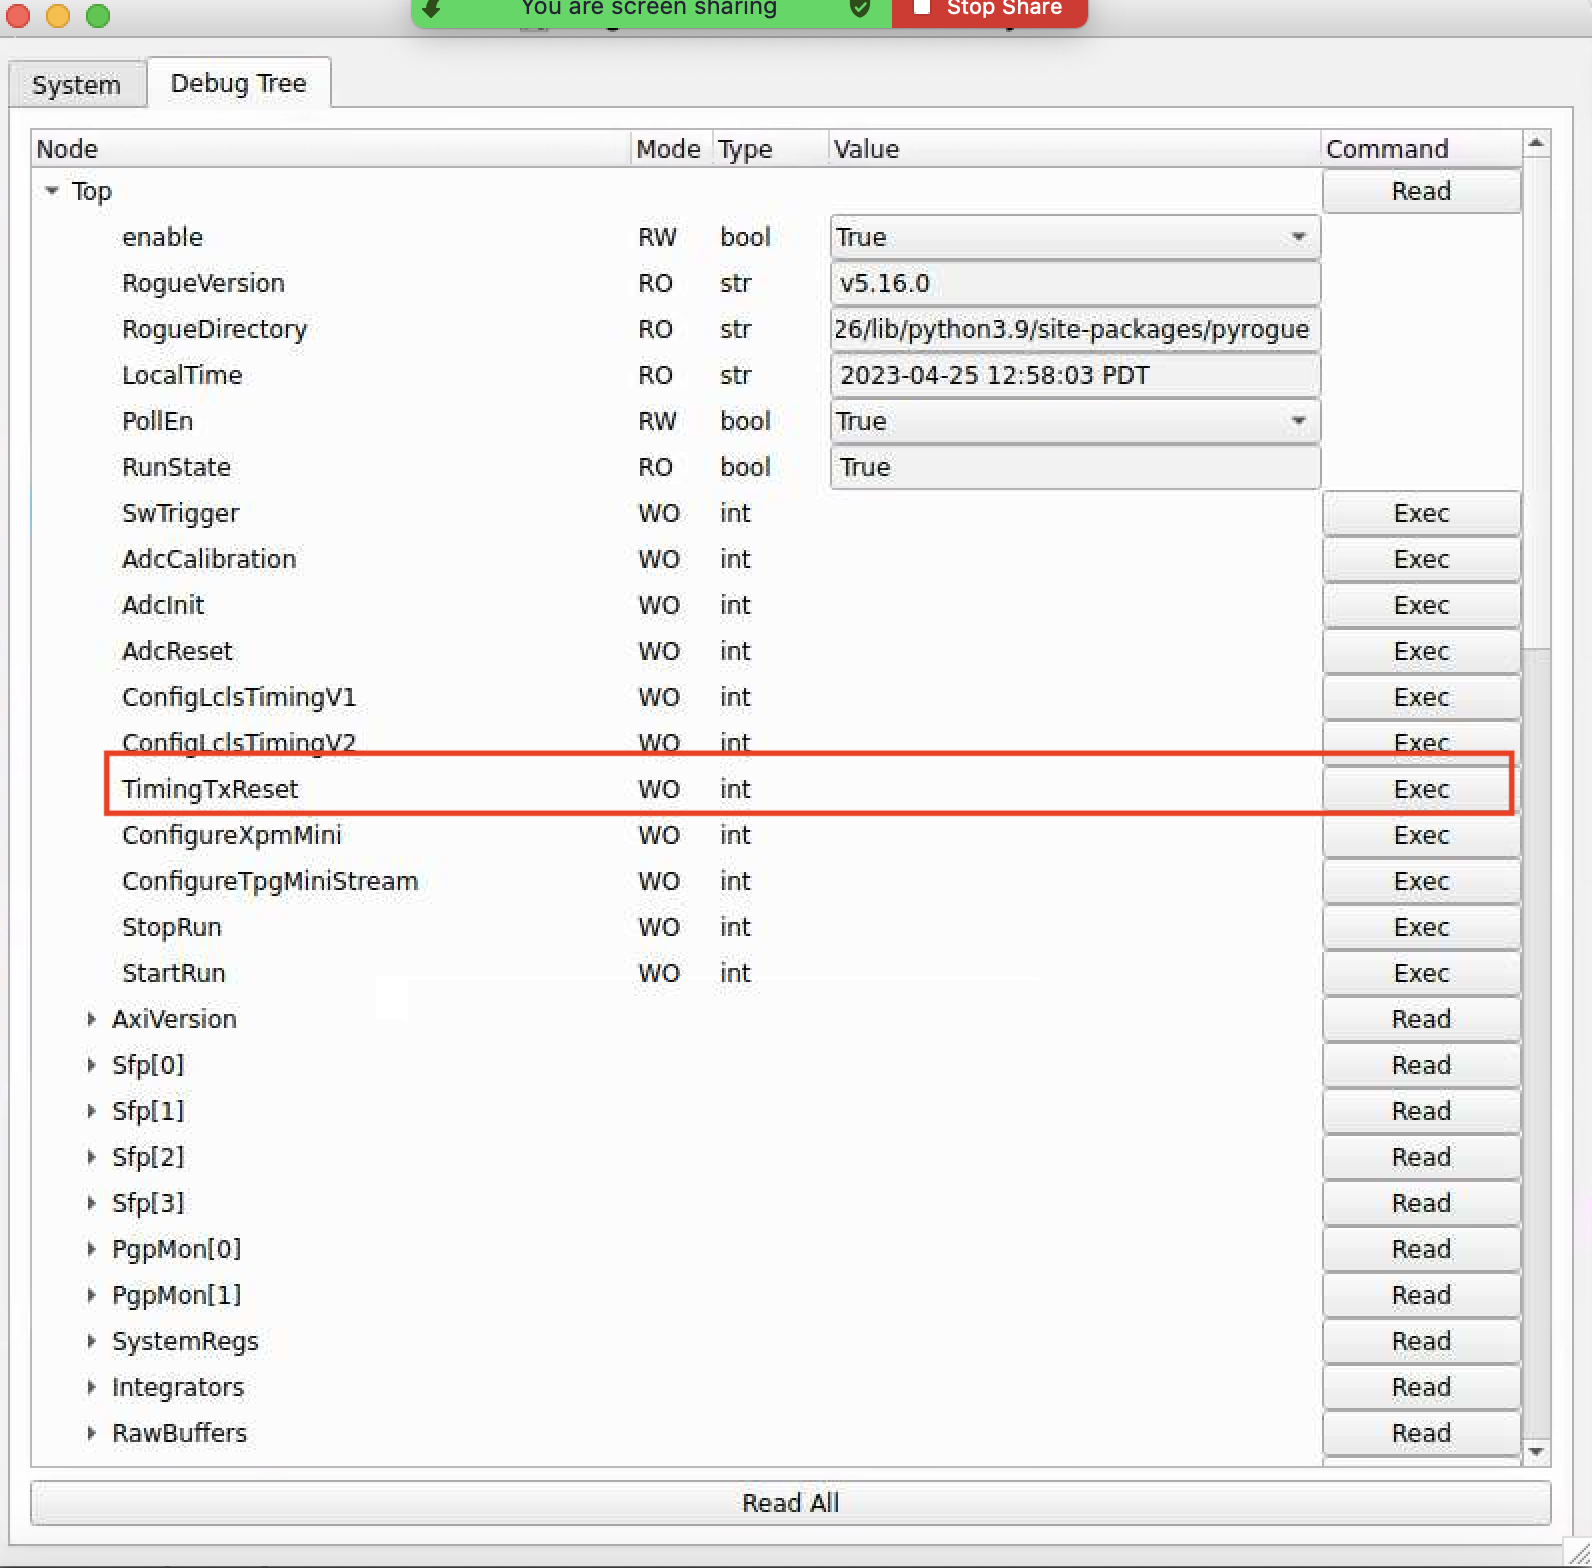 You are screen sharing Stop Share
System Debug Tree
Node Mode Type Value Command
Top Read
enable RW bool True
RogueVersion RO str v5.16.0
RogueDirectory RO str 26/lib/python3.9/site-packages/pyrogue
LocalTime RO str 2023-04-25 12:58:03 PDT
PollEn RW bool True
RunState RO bool True
SwTrigger WO int Exec
AdcCalibration WO int Exec
AdcInit WO int Exec
AdcReset WO int Exec
ConfigLclsTimingV1 WO int Exec
ConfigLclsTimingV2 WO int Exec
TimingTxReset WO int Exec
ConfigureXpmMini WO int Exec
ConfigureTpgMiniStream WO int Exec
StopRun WO int Exec
StartRun WO int Exec
AxiVersion Read
Sfp[0] Read
Sfp[1] Read
Sfp[2] Read
Sfp[3] Read
PgpMon[0] Read
PgpMon[1] Read
SystemRegs Read
Integrators Read
RawBuffers Read
Read All